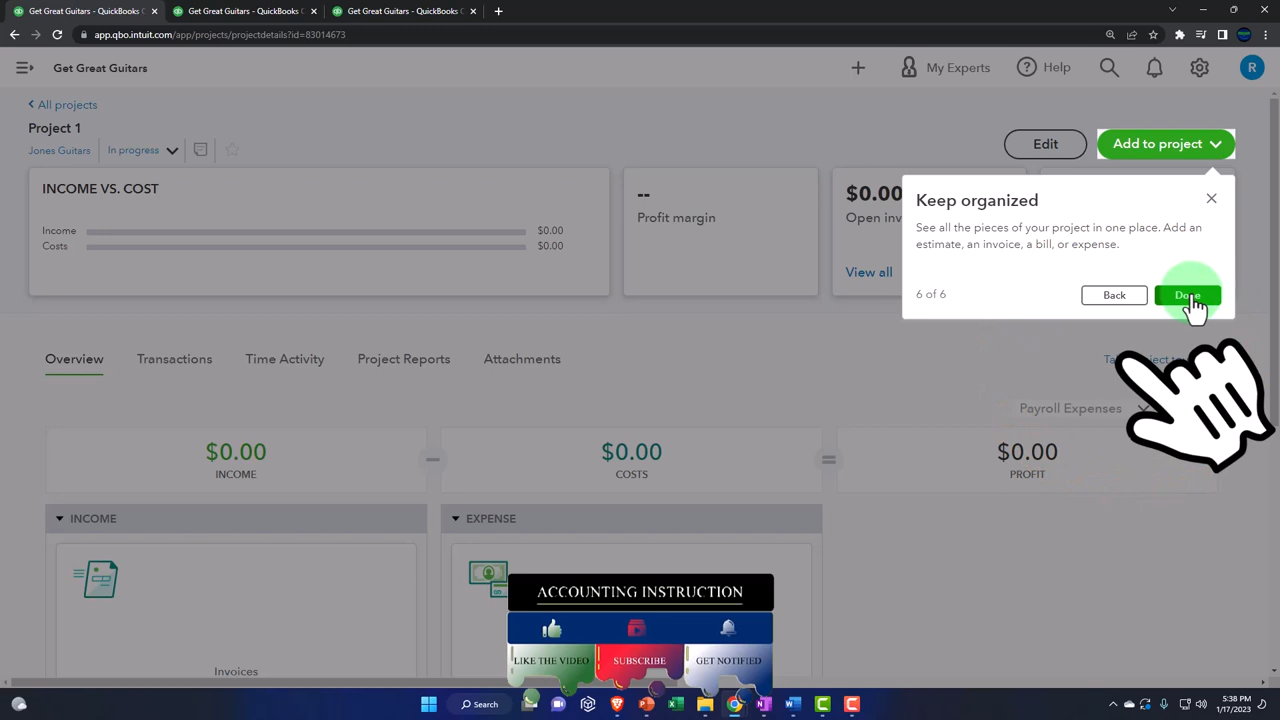 Get Great Guitars - QuickBooks C
Get Great Guitars - QuickBooks C
Get Great Guitars - QuickBooks C
app.qbo.intuit.com/app/projects/projectdetails?id=83014673
Get Great Guitars
My Experts
Help
R
All projects
Project 1
Jones Guitars
In progress
Edit
Add to project
INCOME VS. COST
Income
$0.00
Costs
$0.00
--
Profit margin
$0.00
Open inv
View all
Keep organized
See all the pieces of your project in one place. Add an
estimate, an invoice, a bill, or expense.
6 of 6
Back
Done
Overview
Transactions
Time Activity
Project Reports
Attachments
Payroll Expenses
$0.00
INCOME
$0.00
COSTS
$0.00
PROFIT
INCOME
EXPENSE
Invoices
ACCOUNTING INSTRUCTION
LIKE THE VIDEO
SUBSCRIBE
GET NOTIFIED
Search
5:38 PM
1/17/2023